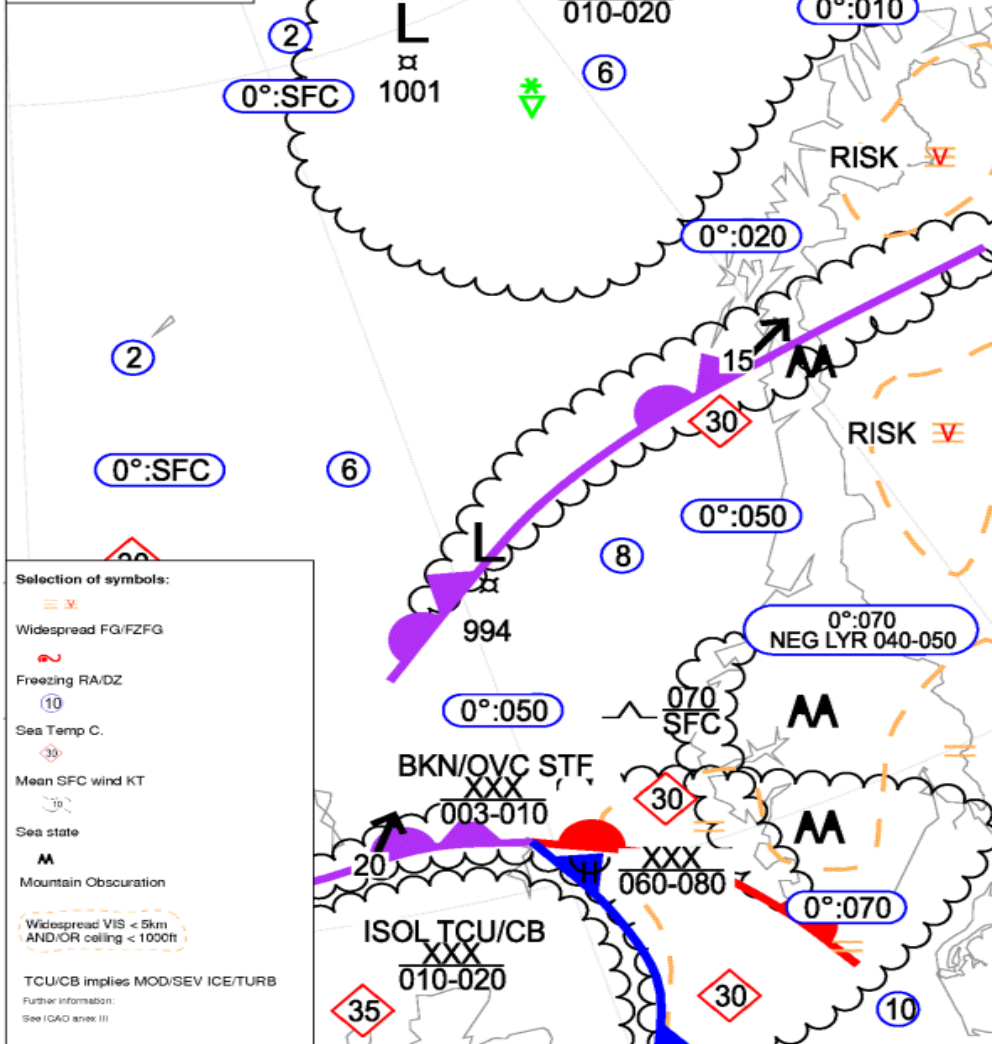 010-020
0°:010
2
L
1001
6
0°:SFC
RISK V
0°:020
2
15
30
RISK V
0°:SFC
6
0°:050
L
8
994
0°:070
NEG LYR 040-050
0°:050
070
SFC
BKN/OVC STF
XXX
003-010
30
20
H
XXX
060-080
0°:070
ISOL TCU/CB
XXX
010-020
35
30
10
Selection of symbols:
V
Widespread FG/FZFG
Freezing RA/DZ
10
Sea Temp C.
30
Mean SFC wind KT
10
Sea state
Mountain Obscuration
Widespread VIS < 5km
AND/OR ceiling < 1000ft
TCU/CB implies MOD/SEV ICE/TURB
Further information:
See ICAO anex III